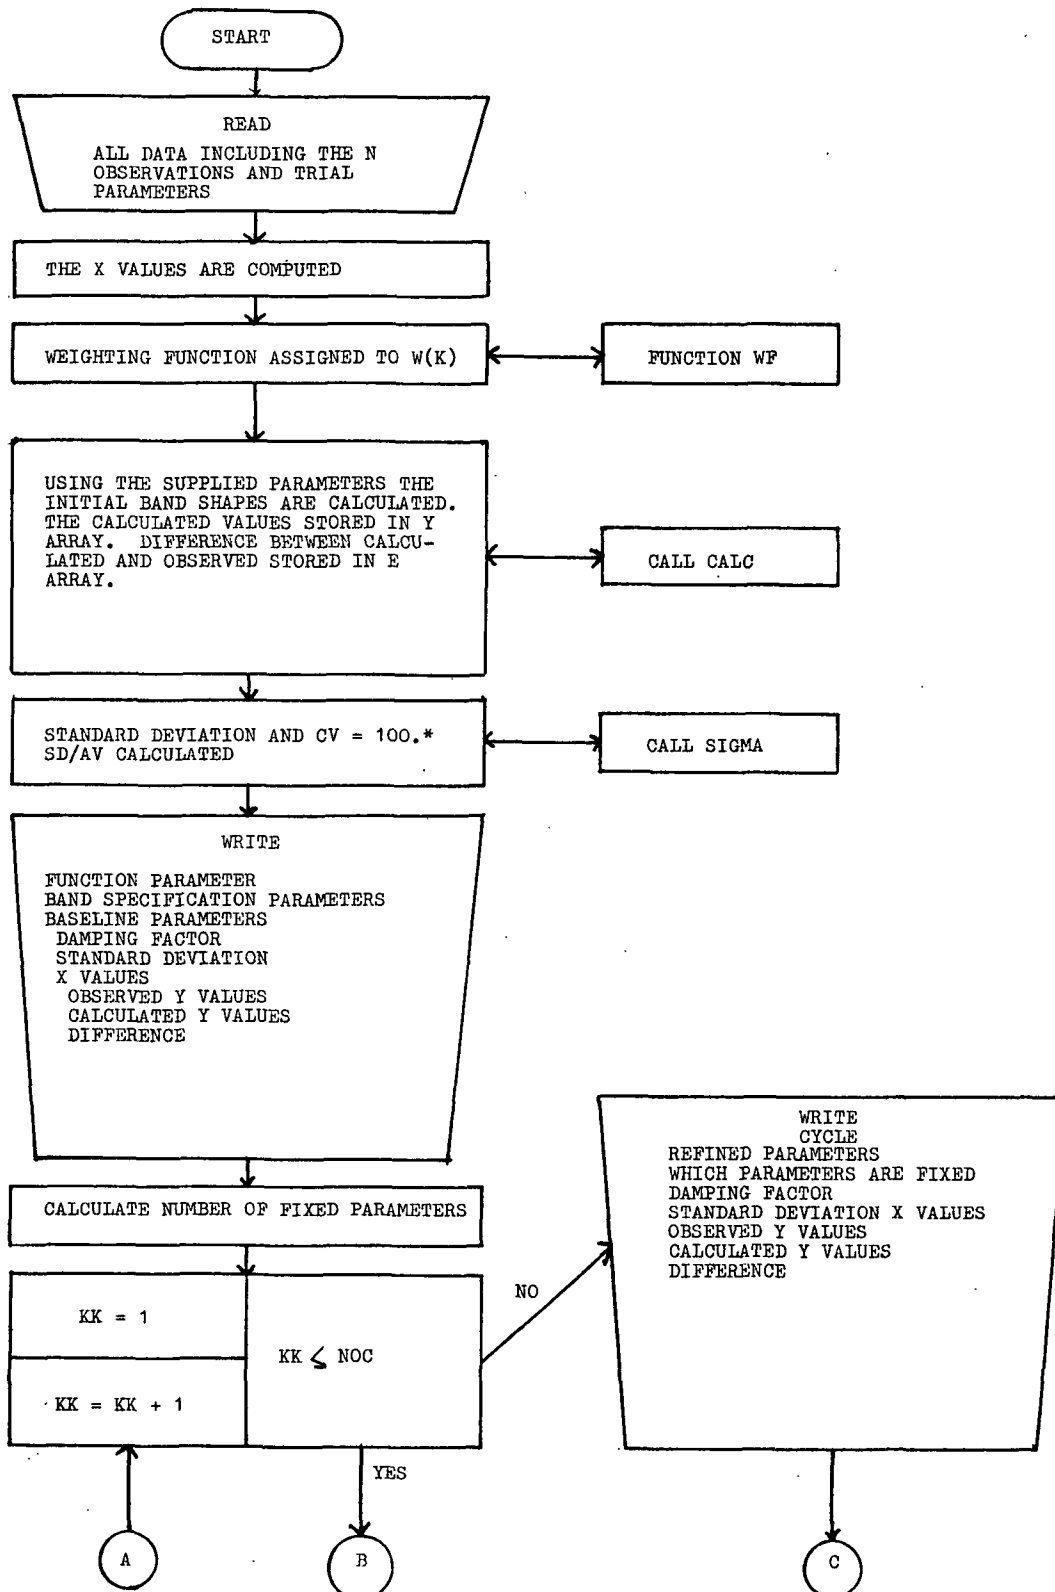 START
READ
ALL DATA INCLUDING THE N
OBSERVATIONS AND TRIAL
PARAMETERS
THE X VALUES ARE COMPUTED
WEIGHTING FUNCTION ASSIGNED TO W(K)
FUNCTION WF
USING THE SUPPLIED PARAMETERS THE
INITIAL BAND SHAPES ARE CALCULATED.
THE CALCULATED VALUES STORED IN Y
ARRAY. DIFFERENCE BETWEEN CALCU-
LATED AND OBSERVED STORED IN E
ARRAY.
CALL CALC
STANDARD DEVIATION AND CV = 100.*
SD/AV CALCULATED
CALL SIGMA
WRITE
FUNCTION PARAMETER
BAND SPECIFICATION PARAMETERS
BASELINE PARAMETERS
DAMPING FACTOR
STANDARD DEVIATION
X VALUES
OBSERVED Y VALUES
CALCULATED Y VALUES
DIFFERENCE
CALCULATE NUMBER OF FIXED PARAMETERS
KK = 1
KK = KK + 1
KK ≤ NOC
NO
YES
WRITE
CYCLE
REFINED PARAMETERS
WHICH PARAMETERS ARE FIXED
DAMPING FACTOR
STANDARD DEVIATION X VALUES
OBSERVED Y VALUES
CALCULATED Y VALUES
DIFFERENCE
A
B
C